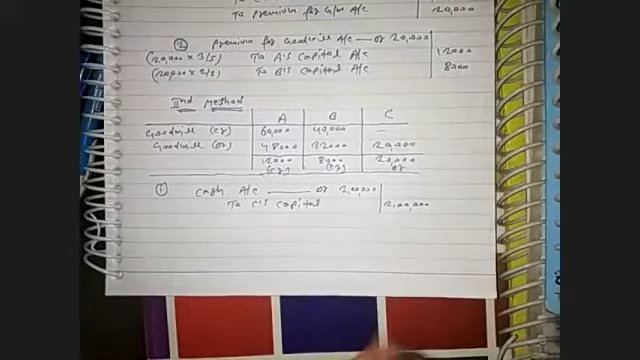 To premium for G/w A/c 20,000
② Premium for Goodwill A/c — Dr 20,000
(20,000 x 3/5) To A's Capital A/c 12000
(20,000 x 2/5) To B's Capital A/c 8000
IInd Method
A B C
Goodwill (cr) 60,000 40,000 —
Goodwill (Dr) 48000 32000 20,000
12000 8000 20,000
(cr) (cr) Dr
① Cash A/c — Dr 2,00,000
To C's Capital 2,00,000